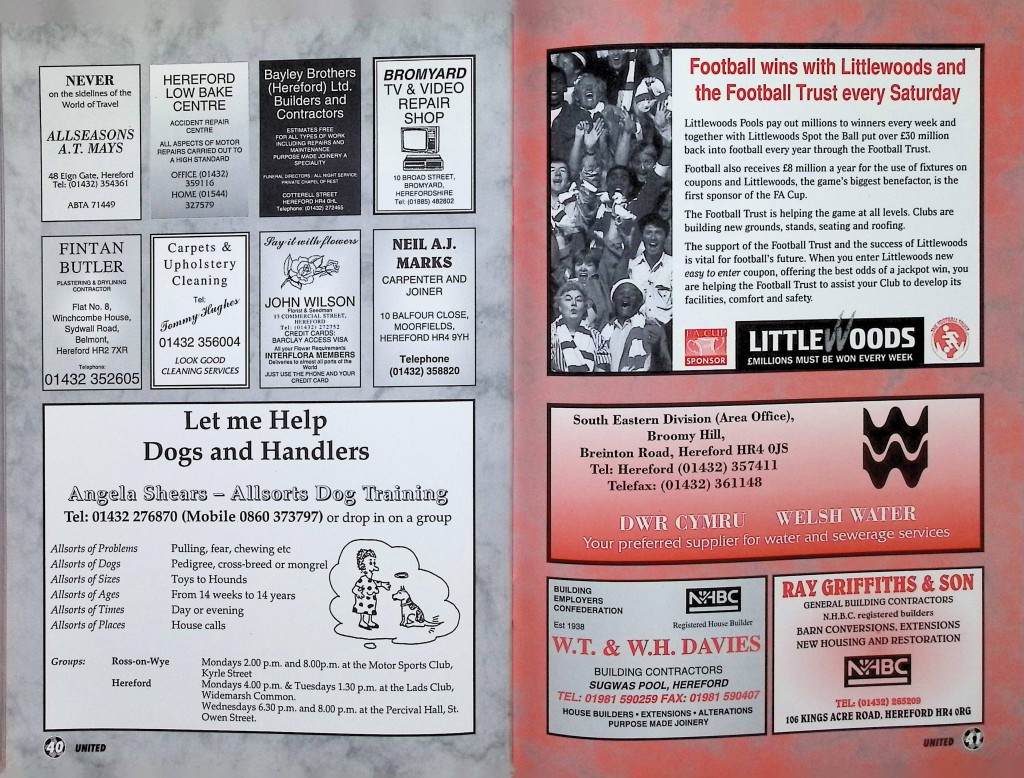 NEVER
on the sidelines of the
World of Travel
ALLSEASONS
A.T. MAYS
48 Eign Gate, Hereford
Tel: (01432) 354361
ABTA 71449
HEREFORD
LOW BAKE
CENTRE
ACCIDENT REPAIR
CENTRE
ALL ASPECTS OF MOTOR
REPAIRS CARRIED OUT TO
A HIGH STANDARD
OFFICE (01432)
359116
HOME (01544)
327579
Bayley Brothers
(Hereford) Ltd.
Builders and
Contractors
ESTIMATES FREE
FOR ALL TYPES OF WORK
INCLUDING REPAIRS AND
MAINTENANCE
PURPOSE MADE JOINERY A
SPECIALITY
FUNERAL DIRECTORS : ALL NIGHT SERVICE
PRIVATE CHAPEL OF REST
COTTERELL STREET
HEREFORD HR4 0HL
Telephone: (01432) 272465
BROMYARD
TV & VIDEO
REPAIR
SHOP
10 BROAD STREET,
BROMYARD,
HEREFORDSHIRE
Tel: (01885) 482802
FINTAN
BUTLER
PLASTERING & DRYLINING
CONTRACTOR
Flat No. 8,
Winchcombe House,
Sydwall Road,
Belmont,
Hereford HR2 7XR
Telephone:
01432 352605
Carpets &
Upholstery
Cleaning
Tel:
Tommy Hughes
01432 356004
LOOK GOOD
CLEANING SERVICES
Say it with flowers
JOHN WILSON
Florist & Seedman
13 COMMERCIAL STREET,
HEREFORD
Tel: (01432) 272752
CREDIT CARDS:
BARCLAY ACCESS VISA
All your Flower Requirements
INTERFLORA MEMBERS
Deliveries to almost all parts of the
World
JUST USE THE PHONE AND YOUR
CREDIT CARD
NEIL A.J.
MARKS
CARPENTER AND
JOINER
10 BALFOUR CLOSE,
MOORFIELDS,
HEREFORD HR4 9YH
Telephone
(01432) 358820
Let me Help
Dogs and Handlers
Angela Shears – Allsorts Dog Training
Tel: 01432 276870 (Mobile 0860 373797) or drop in on a group
Allsorts of Problems Pulling, fear, chewing etc
Allsorts of Dogs Pedigree, cross-breed or mongrel
Allsorts of Sizes Toys to Hounds
Allsorts of Ages From 14 weeks to 14 years
Allsorts of Times Day or evening
Allsorts of Places House calls
Groups: Ross-on-Wye Mondays 2.00 p.m. and 8.00p.m. at the Motor Sports Club,
Kyrle Street
Hereford Mondays 4.00 p.m. & Tuesdays 1.30 p.m. at the Lads Club,
Widemarsh Common.
Wednesdays 6.30 p.m. and 8.00 p.m. at the Percival Hall, St.
Owen Street.
40 UNITED
Football wins with Littlewoods and
the Football Trust every Saturday
Littlewoods Pools pay out millions to winners every week and
together with Littlewoods Spot the Ball put over £30 million
back into football every year through the Football Trust.
Football also receives £8 million a year for the use of fixtures on
coupons and Littlewoods, the game's biggest benefactor, is the
first sponsor of the FA Cup.
The Football Trust is helping the game at all levels. Clubs are
building new grounds, stands, seating and roofing.
The support of the Football Trust and the success of Littlewoods
is vital for football's future. When you enter Littlewoods new
easy to enter coupon, offering the best odds of a jackpot win, you
are helping the Football Trust to assist your Club to develop its
facilities, comfort and safety.
FA CUP
SPONSOR
LITTLEWOODS
£MILLIONS MUST BE WON EVERY WEEK
South Eastern Division (Area Office),
Broomy Hill,
Breinton Road, Hereford HR4 0JS
Tel: Hereford (01432) 357411
Telefax: (01432) 361148
DWR CYMRU WELSH WATER
Your preferred supplier for water and sewerage services
BUILDING
EMPLOYERS
CONFEDERATION
NHBC
Est 1938
Registered House Builder
W.T. & W.H. DAVIES
BUILDING CONTRACTORS
SUGWAS POOL, HEREFORD
TEL: 01981 590259 FAX: 01981 590407
HOUSE BUILDERS • EXTENSIONS • ALTERATIONS
PURPOSE MADE JOINERY
RAY GRIFFITHS & SON
GENERAL BUILDING CONTRACTORS
N.H.B.C. registered builders
BARN CONVERSIONS, EXTENSIONS
NEW HOUSING AND RESTORATION
NHBC
TEL: (01432) 265209
106 KINGS ACRE ROAD, HEREFORD HR4 0RG
UNITED 41